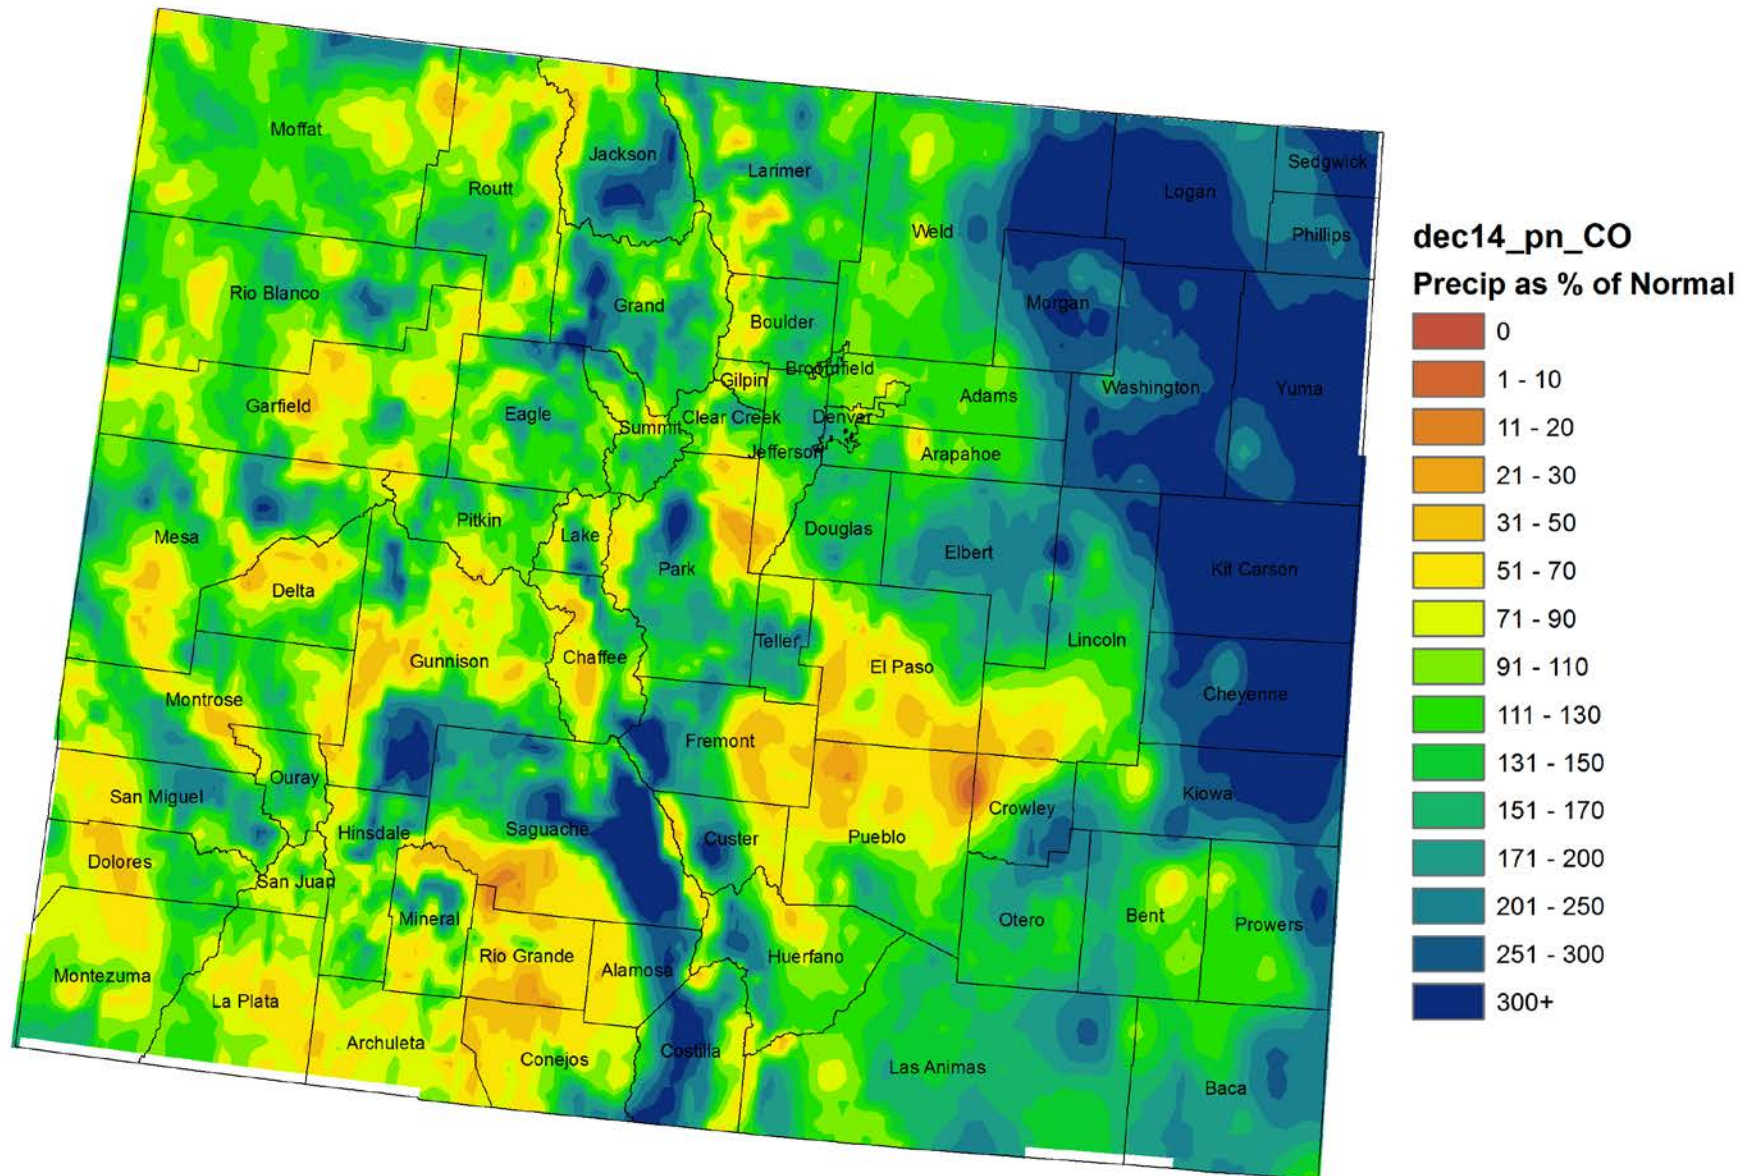 Moffat
Routt
Jackson
Larimer
Weld
Logan
Sedgwick
Phillips
Rio Blanco
Grand
Boulder
Morgan
Garfield
Eagle
Summit
Gilpin
Clear Creek
Broomfield
Denver
Jefferson
Adams
Arapahoe
Washington
Yuma
Mesa
Pitkin
Lake
Park
Douglas
Elbert
Kit Carson
Delta
Gunnison
Chaffee
Teller
El Paso
Lincoln
Cheyenne
Montrose
Ouray
Fremont
San Miguel
Hinsdale
Saguache
Custer
Pueblo
Crowley
Kiowa
Dolores
San Juan
Mineral
Rio Grande
Alamosa
Huerfano
Otero
Bent
Prowers
Montezuma
La Plata
Archuleta
Conejos
Costilla
Las Animas
Baca
dec14_pn_CO
Precip as % of Normal
0
1 - 10
11 - 20
21 - 30
31 - 50
51 - 70
71 - 90
91 - 110
111 - 130
131 - 150
151 - 170
171 - 200
201 - 250
251 - 300
300+